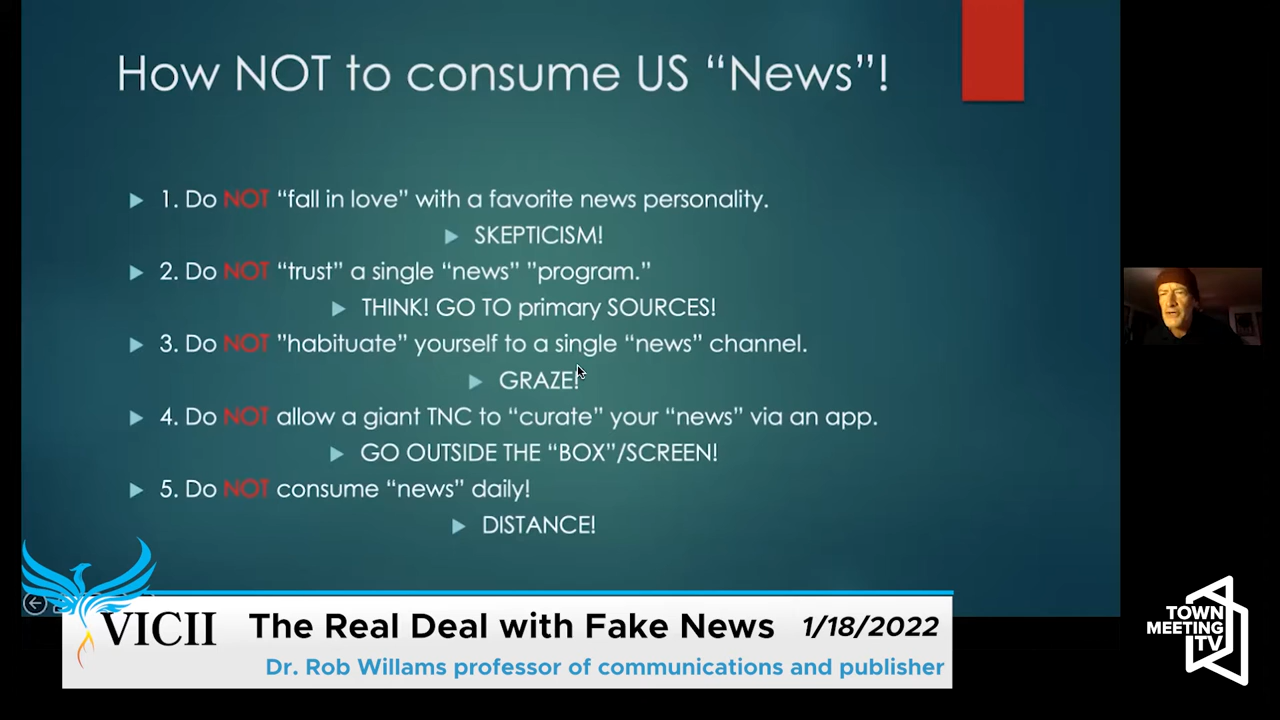 How NOT to consume US “News”!
1. Do NOT “fall in love” with a favorite news personality.
SKEPTICISM!
2. Do NOT “trust” a single “news” ”program.”
THINK! GO TO primary SOURCES!
3. Do NOT ”habituate” yourself to a single “news” channel.
GRAZE!
4. Do NOT allow a giant TNC to “curate” your “news” via an app.
GO OUTSIDE THE “BOX”/SCREEN!
5. Do NOT consume “news” daily!
DISTANCE!
VICII
The Real Deal with Fake News 1/18/2022
Dr. Rob Willams professor of communications and publisher
TOWN
MEETING
TV